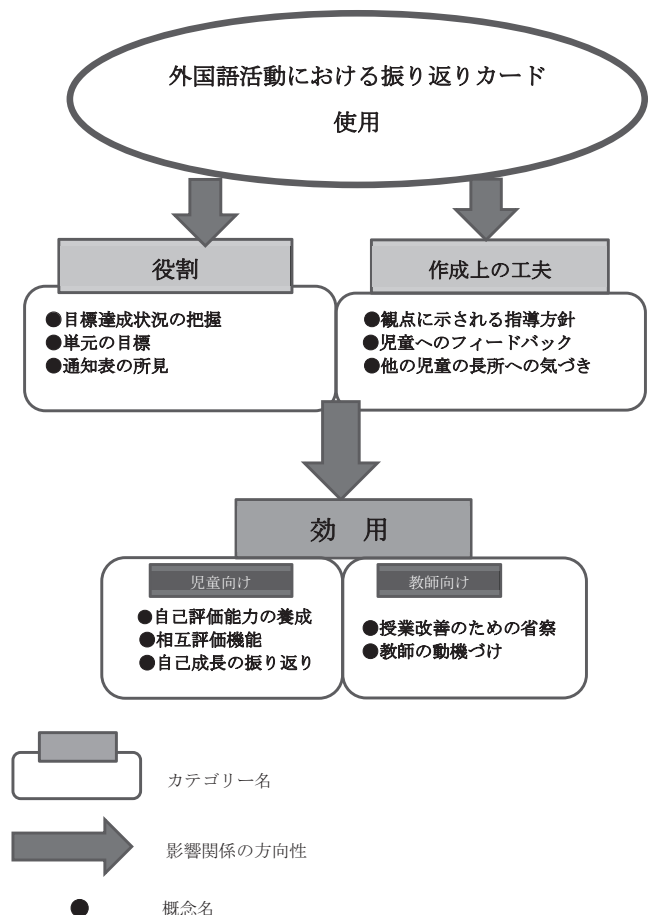 外国語活動における振り返りカード
使用
役割
●目標達成状況の把握
●単元の目標
●通知表の所見
作成上の工夫
●観点に示される指導方針
●児童へのフィードバック
●他の児童の長所への気づき
効 用
児童向け
●自己評価能力の養成
●相互評価機能
●自己成長の振り返り
教師向け
●授業改善のための省察
●教師の動機づけ
カテゴリー名
影響関係の方向性
● 概念名